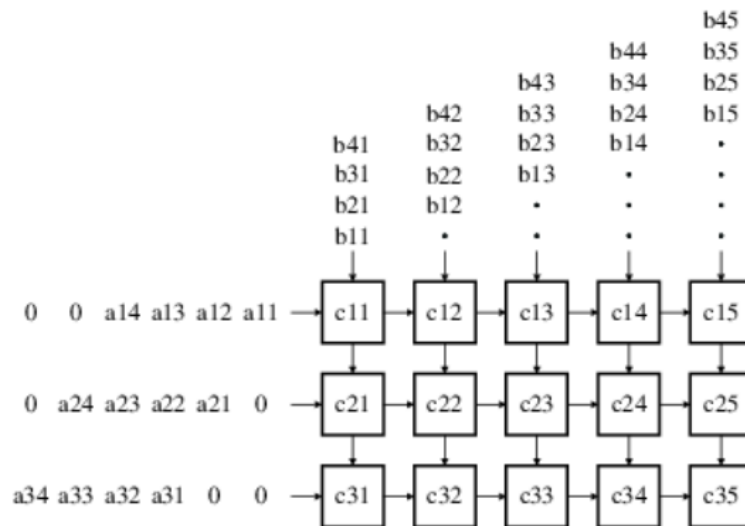 b45
b44 b35
b43 b34 b25
b42 b33 b24 b15
b41 b32 b23 b14 •
b31 b22 b13 • •
b21 b12 • • •
b11 • • • •
0 0 a14 a13 a12 a11 c11 c12 c13 c14 c15
0 a24 a23 a22 a21 0 c21 c22 c23 c24 c25
a34 a33 a32 a31 0 0 c31 c32 c33 c34 c35